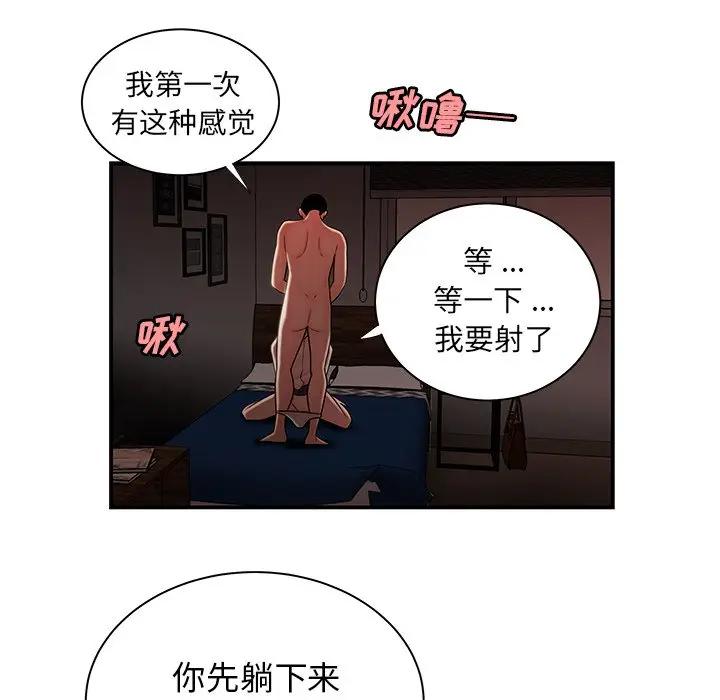 我第一次
有这种感觉
啾噜——
等 ...
等一下 ...
我要射了
啾
你先躺下来